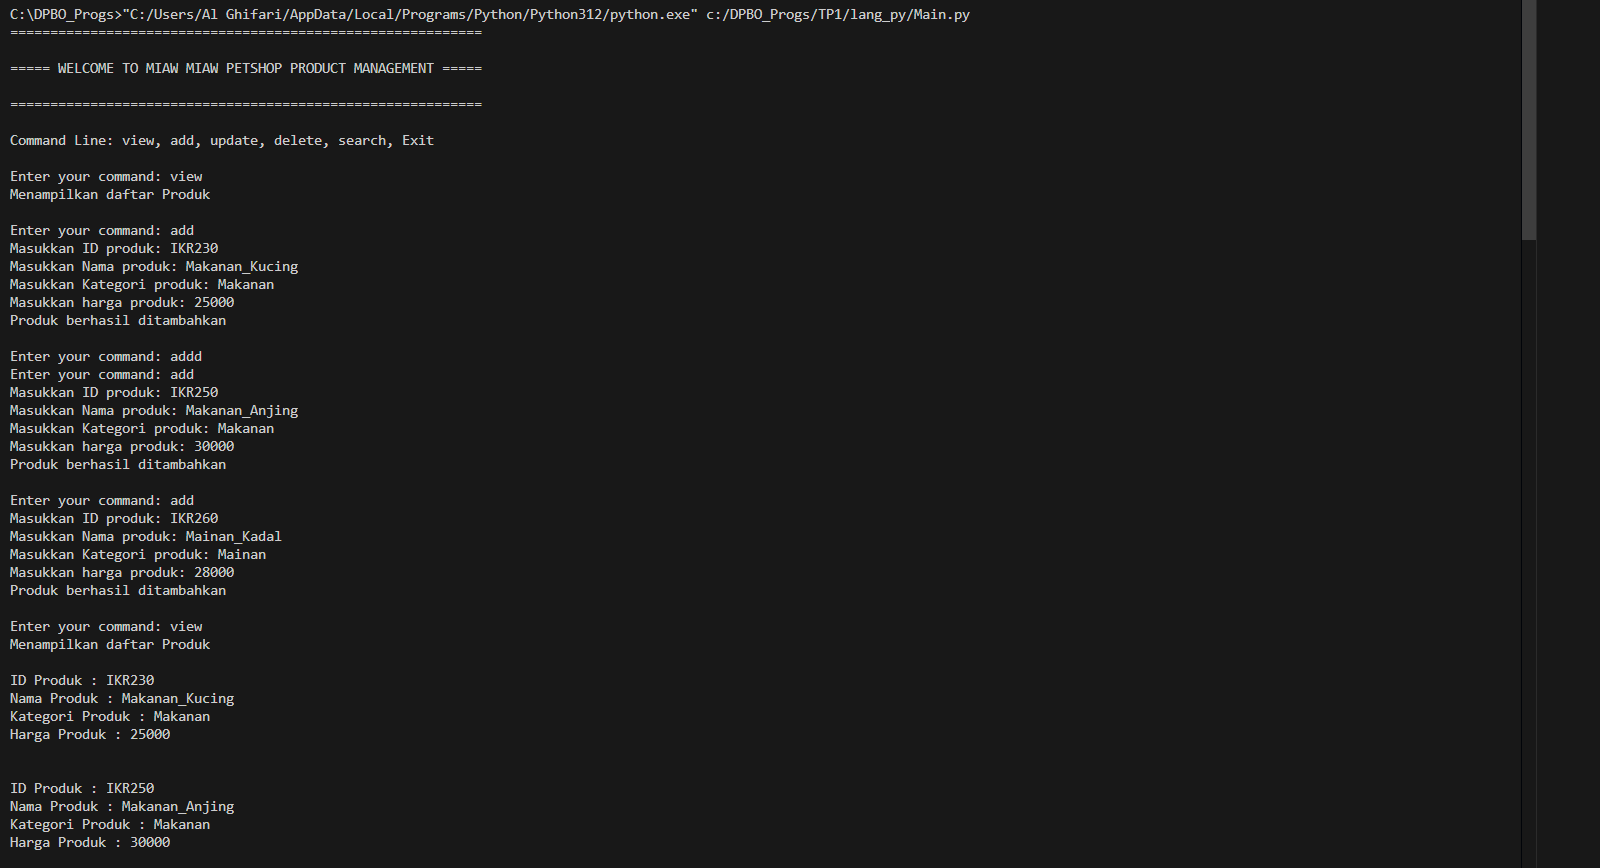 C:\DPBO_Progs>"C:/Users/Al Ghifari/AppData/Local/Programs/Python/Python312/python.exe" c:/DPBO_Progs/TP1/lang_py/Main.py
===========================================================
===== WELCOME TO MIAW MIAW PETSHOP PRODUCT MANAGEMENT =====
===========================================================
Command Line: view, add, update, delete, search, Exit
Enter your command: view
Menampilkan daftar Produk
Enter your command: add
Masukkan ID produk: IKR230
Masukkan Nama produk: Makanan_Kucing
Masukkan Kategori produk: Makanan
Masukkan harga produk: 25000
Produk berhasil ditambahkan
Enter your command: addd
Enter your command: add
Masukkan ID produk: IKR250
Masukkan Nama produk: Makanan_Anjing
Masukkan Kategori produk: Makanan
Masukkan harga produk: 30000
Produk berhasil ditambahkan
Enter your command: add
Masukkan ID produk: IKR260
Masukkan Nama produk: Mainan_Kadal
Masukkan Kategori produk: Mainan
Masukkan harga produk: 28000
Produk berhasil ditambahkan
Enter your command: view
Menampilkan daftar Produk
ID Produk : IKR230
Nama Produk : Makanan_Kucing
Kategori Produk : Makanan
Harga Produk : 25000
ID Produk : IKR250
Nama Produk : Makanan_Anjing
Kategori Produk : Makanan
Harga Produk : 30000